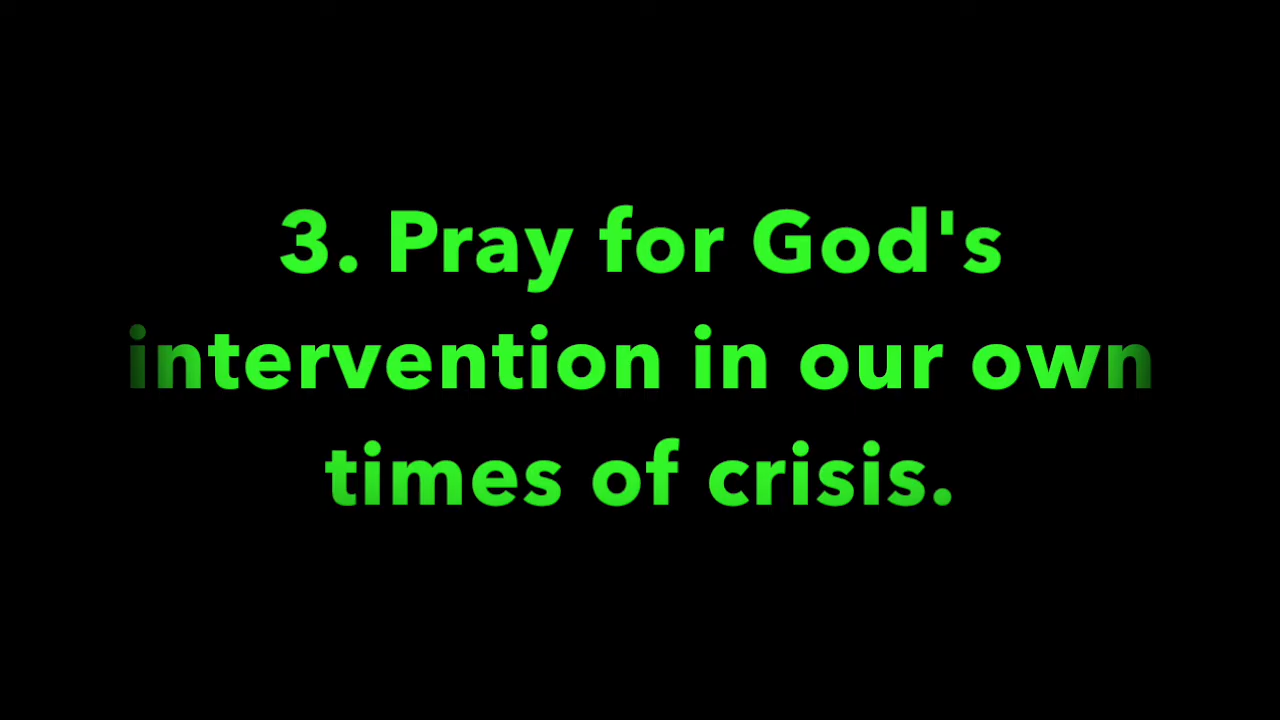 3. Pray for God's
intervention in our own
times of crisis.